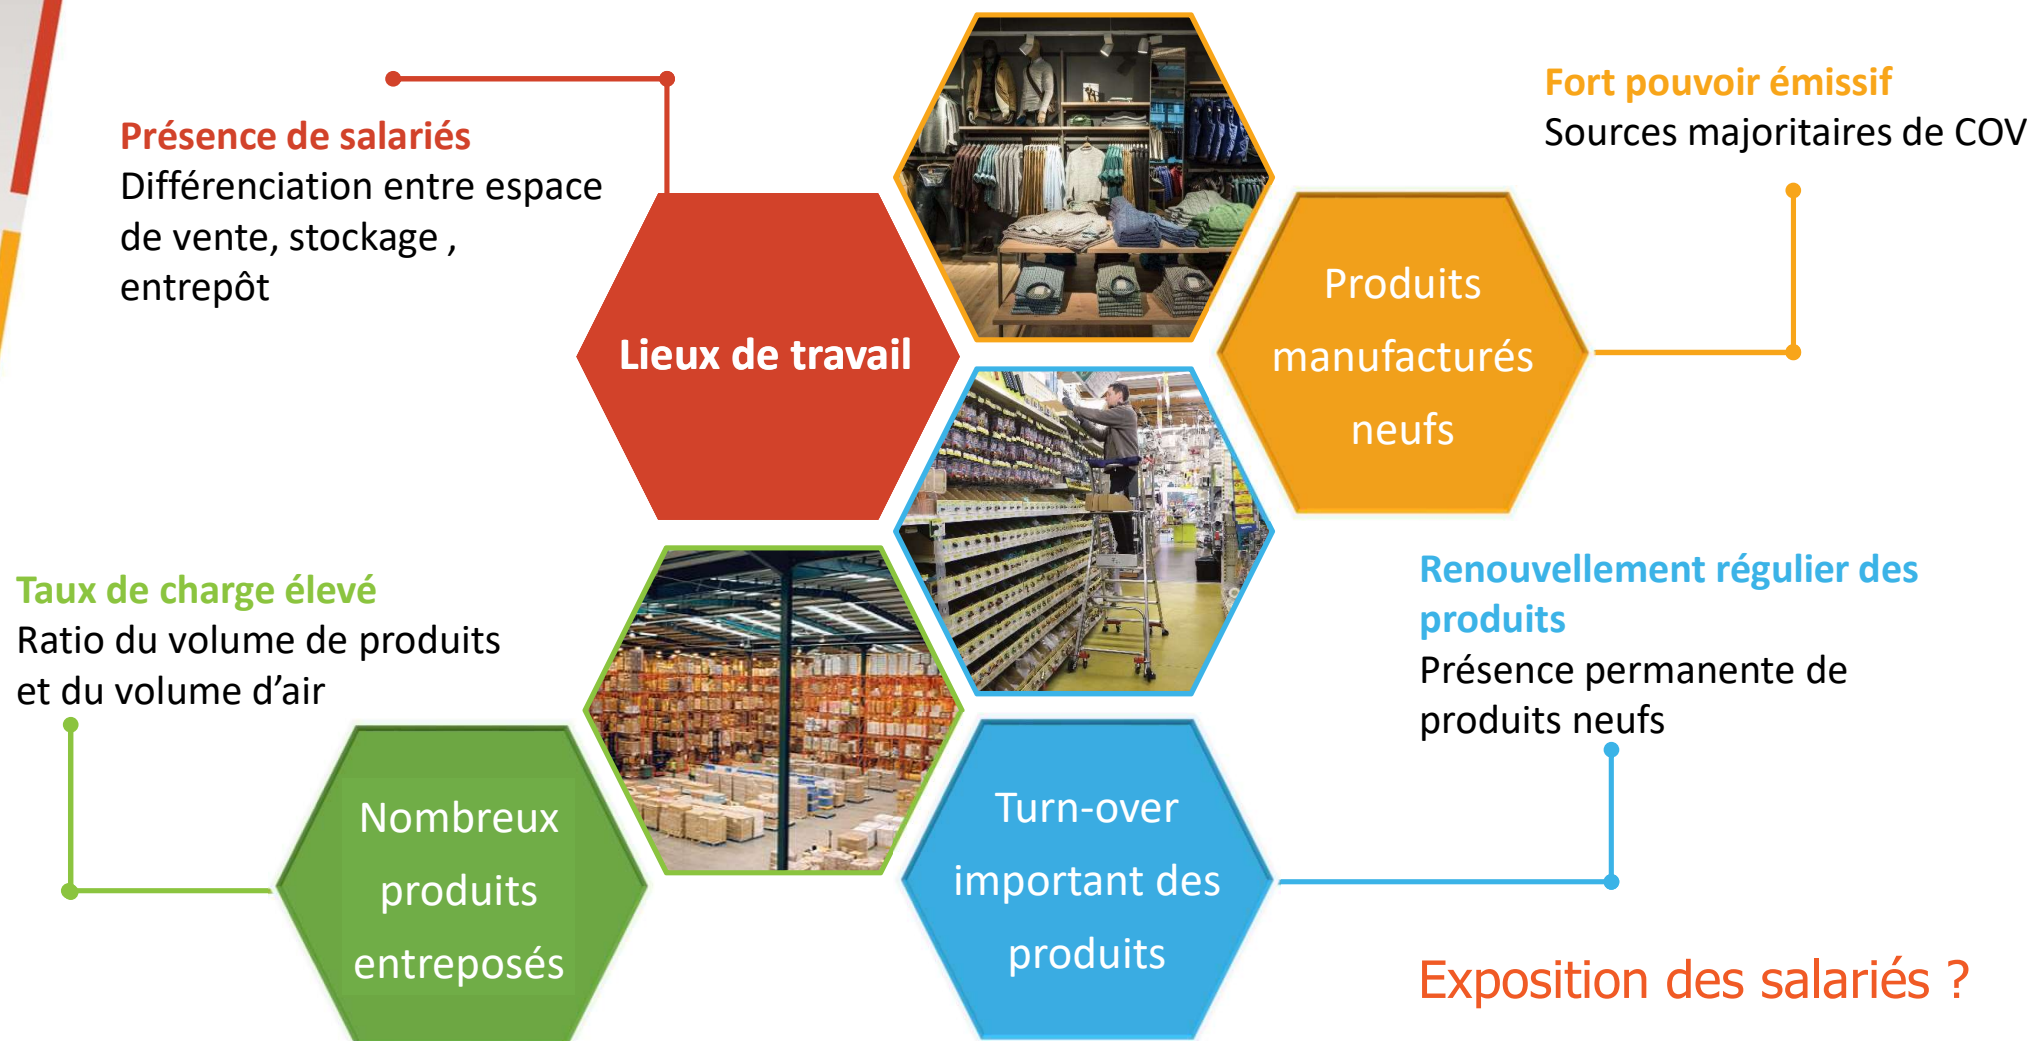 Présence de salariés
Différenciation entre espace
de vente, stockage ,
entrepôt
Lieux de travail
Fort pouvoir émissif
Sources majoritaires de COV
Produits
manufacturés
neufs
Taux de charge élevé
Ratio du volume de produits
et du volume d’air
Nombreux
produits
entreposés
Turn-over
important des
produits
Renouvellement régulier des
produits
Présence permanente de
produits neufs
Exposition des salariés ?